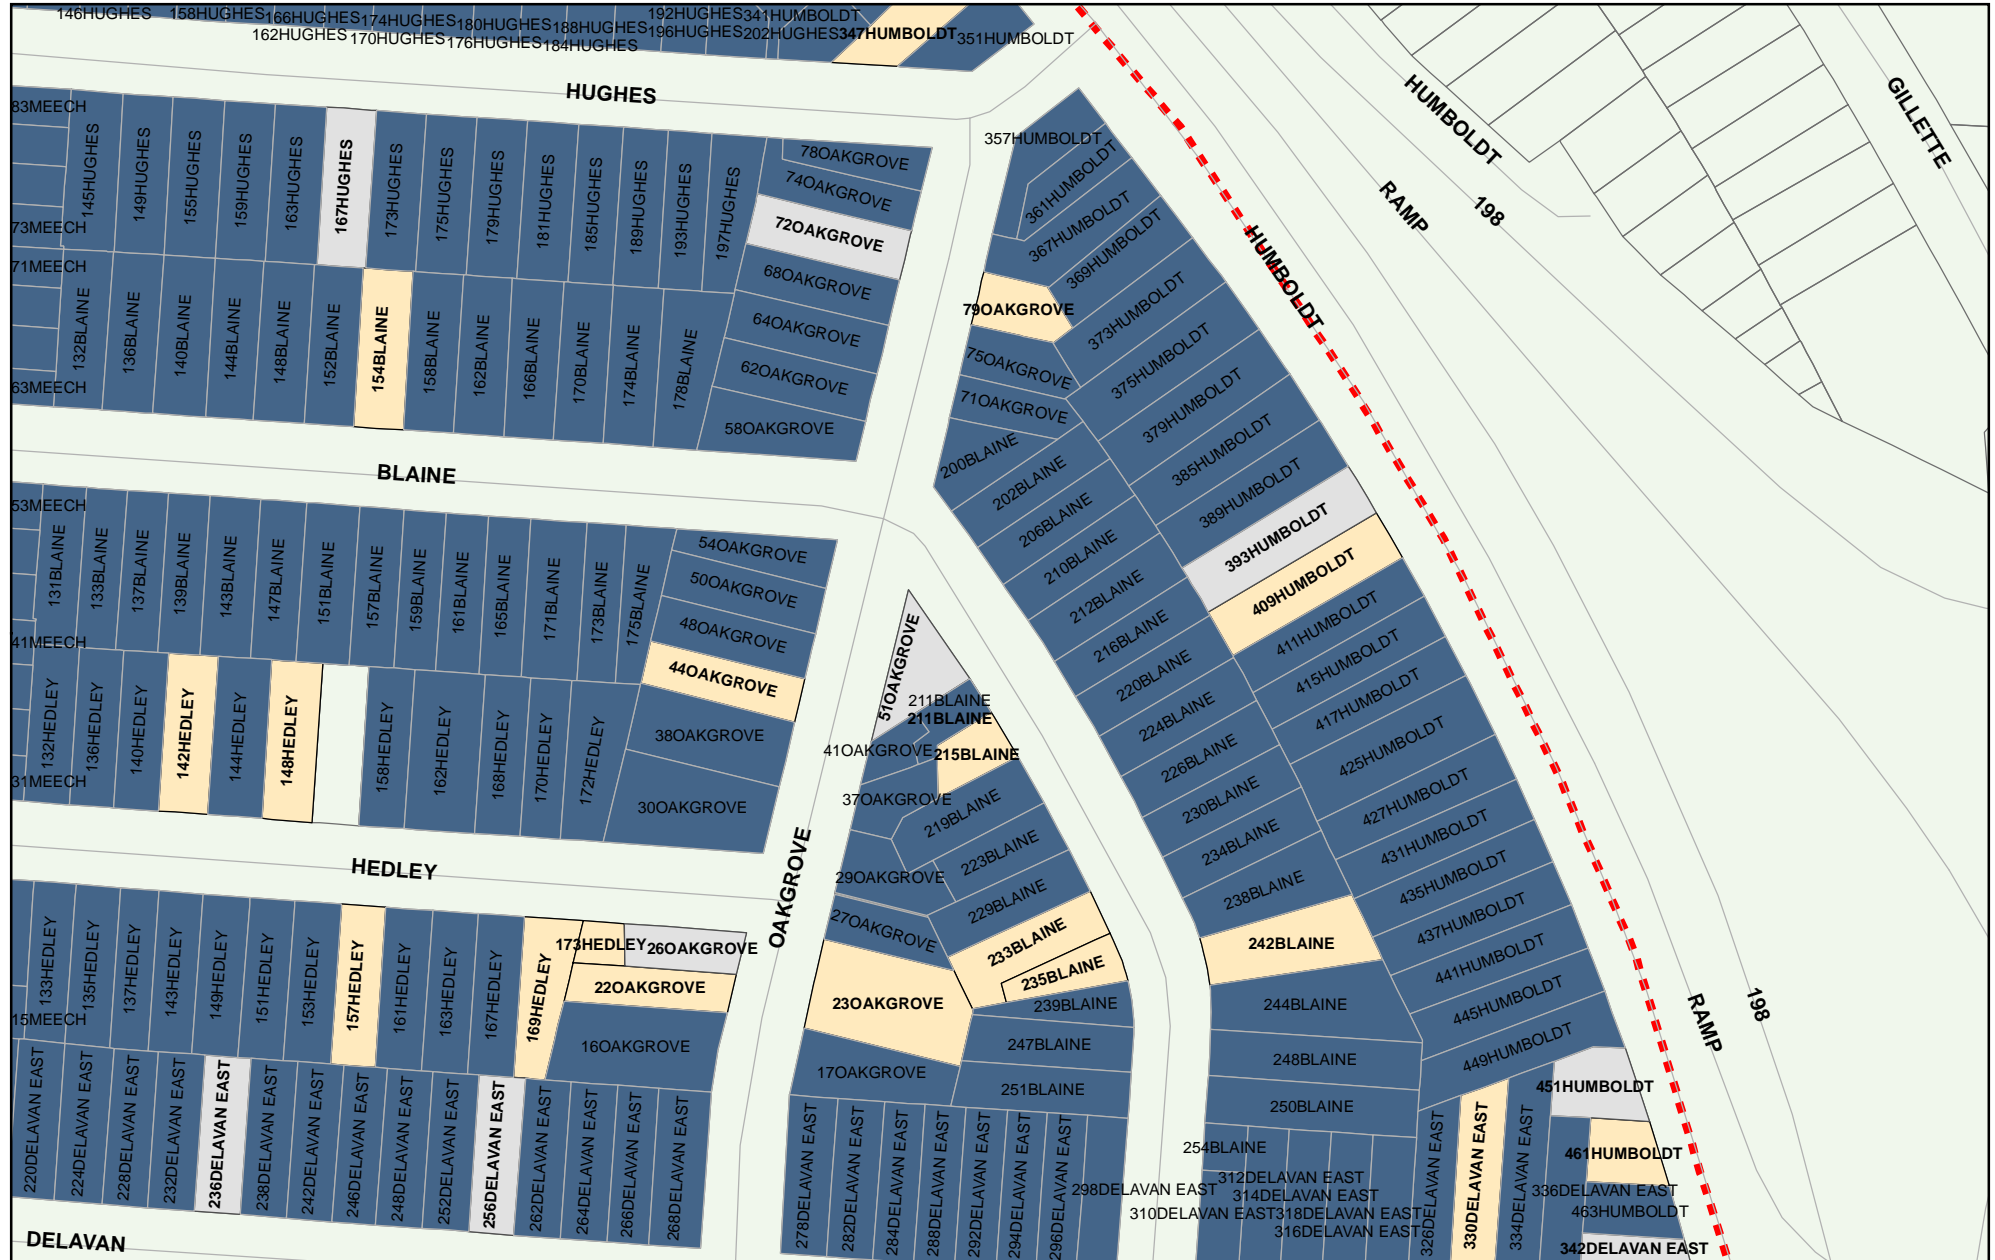 146HUGHES
158HUGHES
166HUGHES
174HUGHES
180HUGHES
188HUGHES
192HUGHES
341HUMBOLDT
162HUGHES
170HUGHES
176HUGHES
184HUGHES
196HUGHES
202HUGHES
347HUMBOLDT
351HUMBOLDT
HUGHES
83MEECH
73MEECH
71MEECH
63MEECH
145HUGHES
149HUGHES
155HUGHES
159HUGHES
163HUGHES
167HUGHES
173HUGHES
175HUGHES
179HUGHES
181HUGHES
185HUGHES
189HUGHES
193HUGHES
197HUGHES
78OAKGROVE
74OAKGROVE
72OAKGROVE
68OAKGROVE
64OAKGROVE
62OAKGROVE
58OAKGROVE
132BLAINE
136BLAINE
140BLAINE
144BLAINE
148BLAINE
152BLAINE
154BLAINE
158BLAINE
162BLAINE
166BLAINE
170BLAINE
174BLAINE
178BLAINE
357HUMBOLDT
361HUMBOLDT
367HUMBOLDT
369HUMBOLDT
373HUMBOLDT
375HUMBOLDT
379HUMBOLDT
385HUMBOLDT
389HUMBOLDT
393HUMBOLDT
409HUMBOLDT
411HUMBOLDT
415HUMBOLDT
417HUMBOLDT
425HUMBOLDT
427HUMBOLDT
431HUMBOLDT
435HUMBOLDT
437HUMBOLDT
441HUMBOLDT
445HUMBOLDT
449HUMBOLDT
451HUMBOLDT
461HUMBOLDT
463HUMBOLDT
HUMBOLDT
RAMP
198
HUMBOLDT
GILLETTE
79OAKGROVE
75OAKGROVE
71OAKGROVE
200BLAINE
202BLAINE
206BLAINE
210BLAINE
212BLAINE
216BLAINE
220BLAINE
224BLAINE
226BLAINE
230BLAINE
234BLAINE
238BLAINE
242BLAINE
244BLAINE
248BLAINE
250BLAINE
254BLAINE
BLAINE
53MEECH
41MEECH
31MEECH
131BLAINE
133BLAINE
137BLAINE
139BLAINE
143BLAINE
147BLAINE
151BLAINE
157BLAINE
159BLAINE
161BLAINE
165BLAINE
171BLAINE
173BLAINE
175BLAINE
54OAKGROVE
50OAKGROVE
48OAKGROVE
44OAKGROVE
38OAKGROVE
30OAKGROVE
132HEDLEY
136HEDLEY
140HEDLEY
142HEDLEY
144HEDLEY
148HEDLEY
158HEDLEY
162HEDLEY
168HEDLEY
170HEDLEY
172HEDLEY
51OAKGROVE
211BLAINE
211BLAINE
41OAKGROVE
215BLAINE
37OAKGROVE
219BLAINE
223BLAINE
29OAKGROVE
229BLAINE
27OAKGROVE
233BLAINE
235BLAINE
23OAKGROVE
239BLAINE
247BLAINE
17OAKGROVE
251BLAINE
HEDLEY
OAKGROVE
15MEECH
133HEDLEY
135HEDLEY
137HEDLEY
143HEDLEY
149HEDLEY
151HEDLEY
153HEDLEY
157HEDLEY
161HEDLEY
163HEDLEY
167HEDLEY
169HEDLEY
173HEDLEY
26OAKGROVE
22OAKGROVE
16OAKGROVE
220DELAVAN EAST
224DELAVAN EAST
228DELAVAN EAST
232DELAVAN EAST
236DELAVAN EAST
238DELAVAN EAST
242DELAVAN EAST
246DELAVAN EAST
248DELAVAN EAST
252DELAVAN EAST
256DELAVAN EAST
262DELAVAN EAST
264DELAVAN EAST
266DELAVAN EAST
268DELAVAN EAST
278DELAVAN EAST
282DELAVAN EAST
284DELAVAN EAST
288DELAVAN EAST
292DELAVAN EAST
294DELAVAN EAST
296DELAVAN EAST
298DELAVAN EAST
310DELAVAN EAST
312DELAVAN EAST
314DELAVAN EAST
318DELAVAN EAST
316DELAVAN EAST
326DELAVAN EAST
330DELAVAN EAST
334DELAVAN EAST
336DELAVAN EAST
342DELAVAN EAST
RAMP
198
DELAVAN